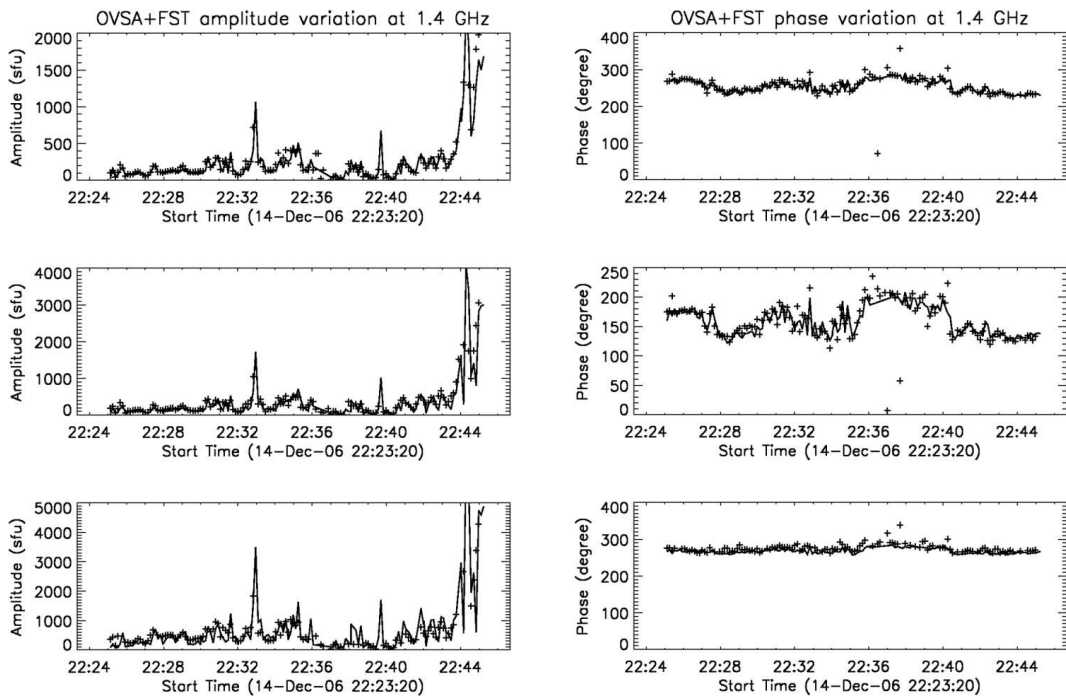 OVSA+FST amplitude variation at 1.4 GHz
OVSA+FST phase variation at 1.4 GHz
Amplitude (sfu)
2000
1500
1000
500
0
22:24 22:28 22:32 22:36 22:40 22:44
Start Time (14-Dec-06 22:23:20)
Phase (degree)
400
300
200
100
0
22:24 22:28 22:32 22:36 22:40 22:44
Start Time (14-Dec-06 22:23:20)
Amplitude (sfu)
4000
3000
2000
1000
0
22:24 22:28 22:32 22:36 22:40 22:44
Start Time (14-Dec-06 22:23:20)
Phase (degree)
250
200
150
100
50
0
22:24 22:28 22:32 22:36 22:40 22:44
Start Time (14-Dec-06 22:23:20)
Amplitude (sfu)
5000
4000
3000
2000
1000
0
22:24 22:28 22:32 22:36 22:40 22:44
Start Time (14-Dec-06 22:23:20)
Phase (degree)
400
300
200
100
0
22:24 22:28 22:32 22:36 22:40 22:44
Start Time (14-Dec-06 22:23:20)